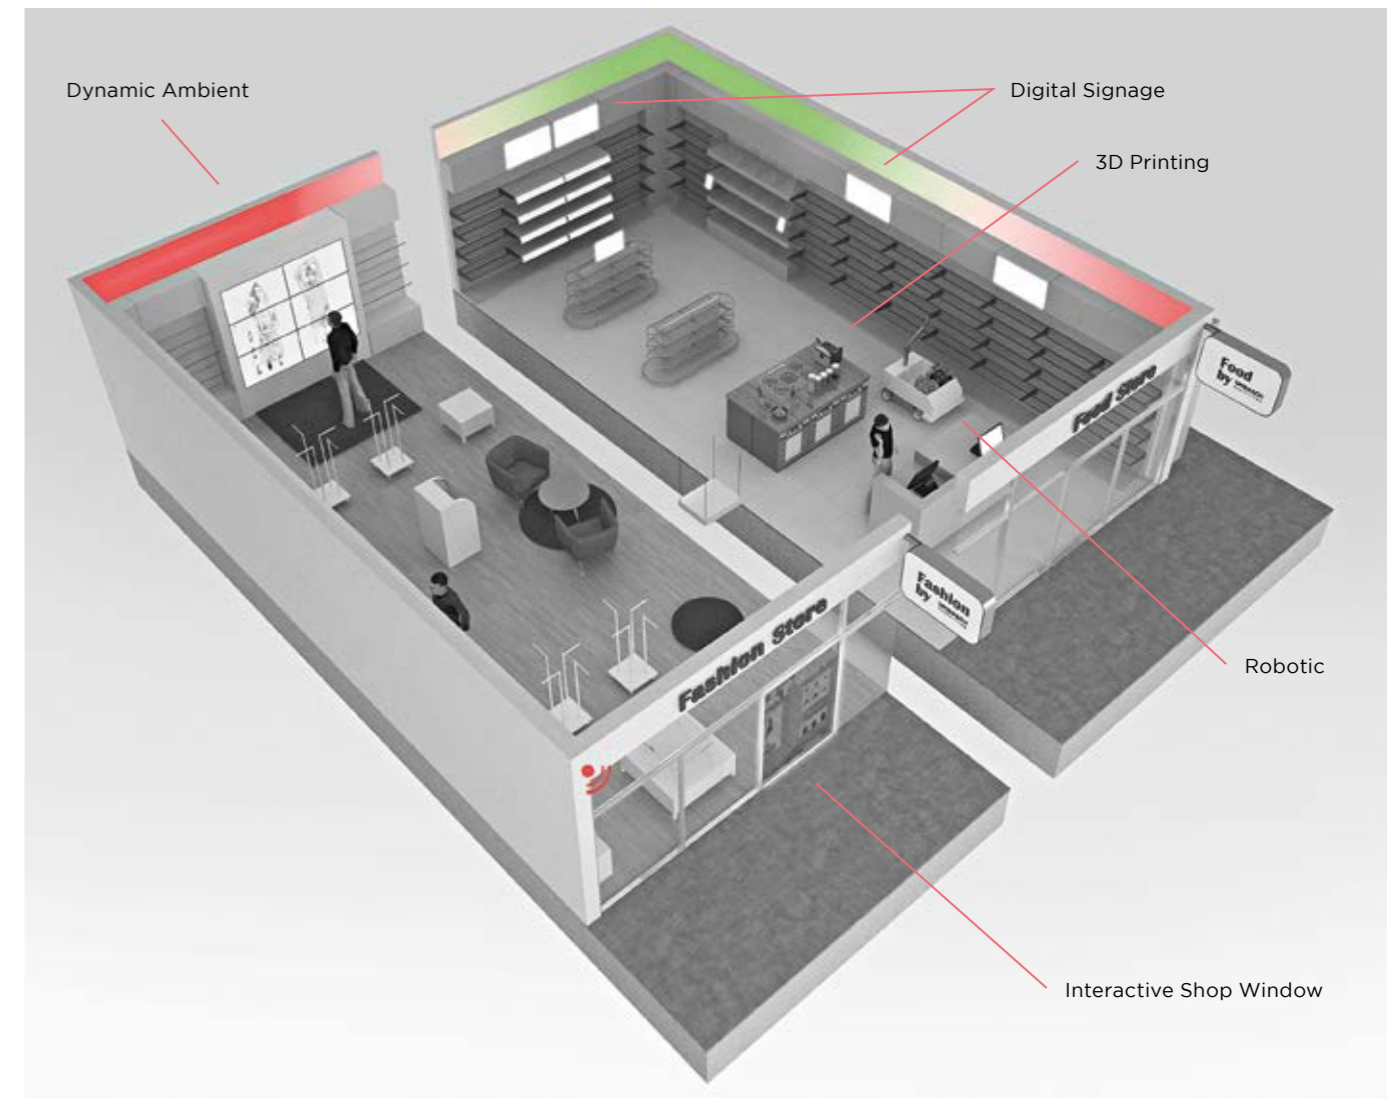 Dynamic Ambient
Digital Signage
3D Printing
Food
by
Food Store
Fashion
by
Fashion Store
Robotic
Interactive Shop Window